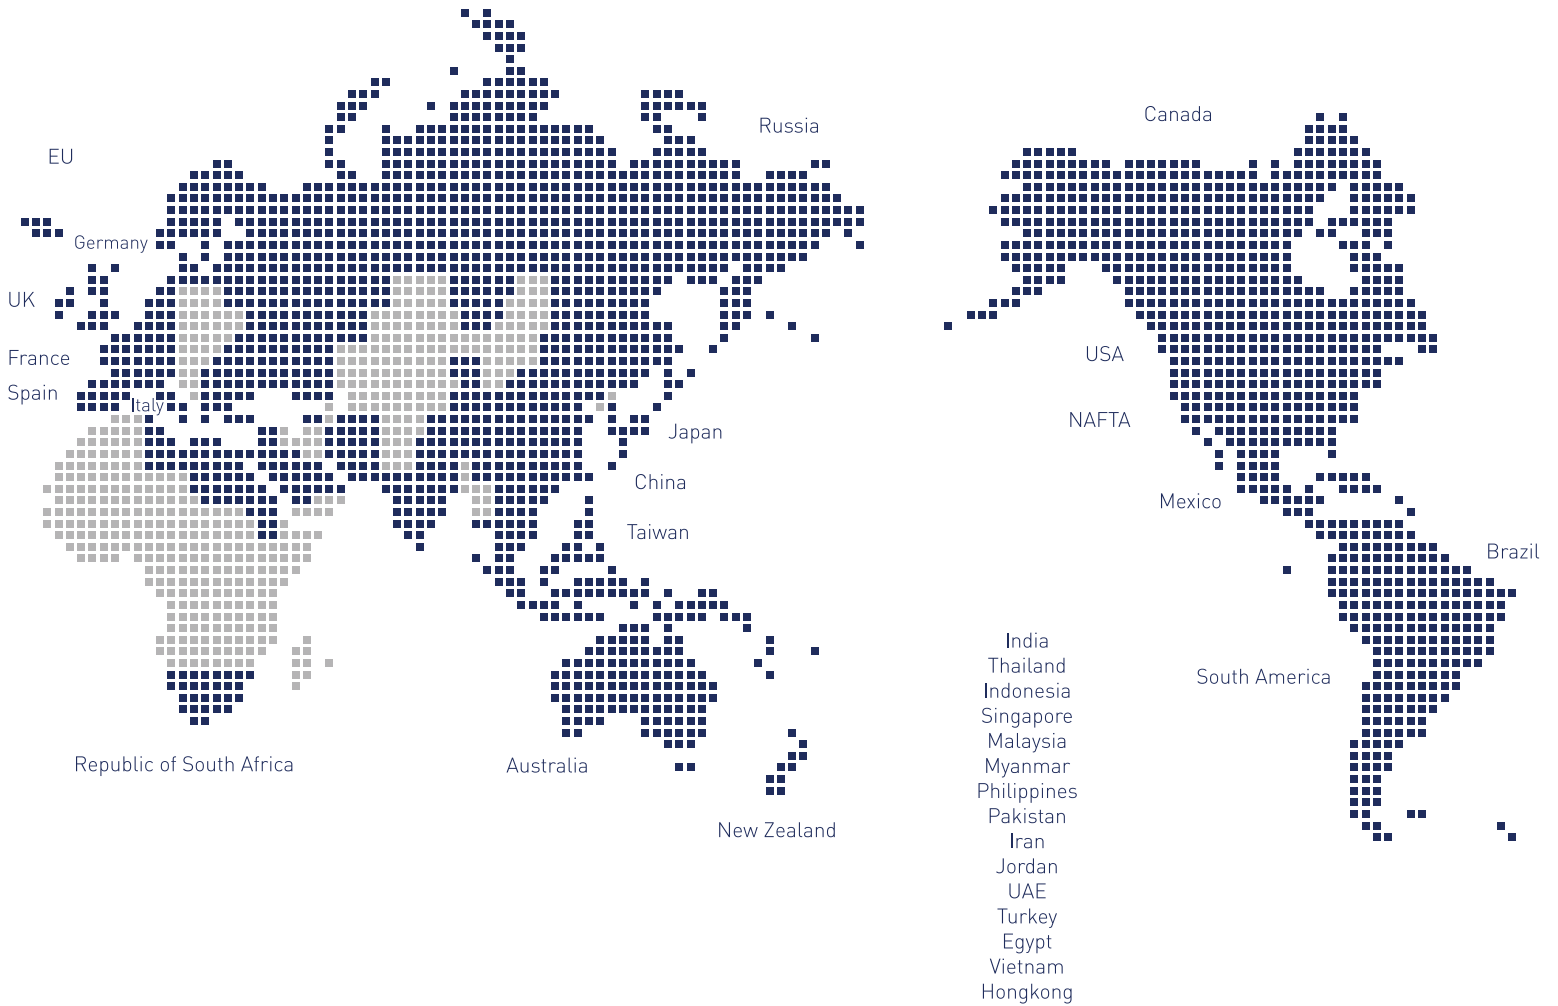 Canada
Russia
EU
Germany
UK
France
Spain
Italy
USA
NAFTA
Japan
China
Mexico
Taiwan
Brazil
South America
Republic of South Africa
Australia
New Zealand
India
Thailand
Indonesia
Singapore
Malaysia
Myanmar
Philippines
Pakistan
Iran
Jordan
UAE
Turkey
Egypt
Vietnam
Hongkong